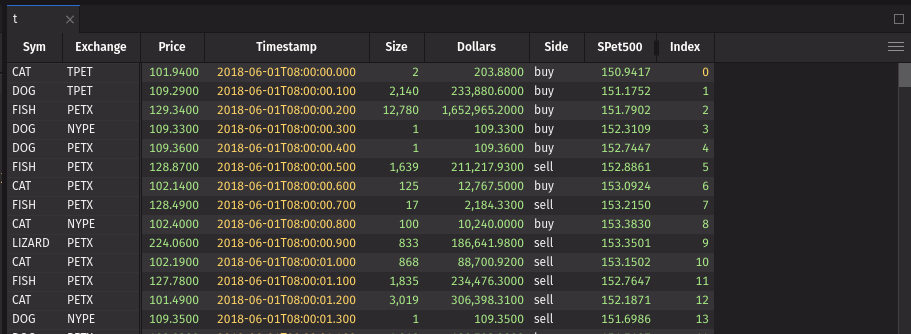 t
Sym Exchange Price Timestamp Size Dollars Side SPet500 Index
CAT TPET 101.9400 2018-06-01T08:00:00.000 2 203.8800 buy 150.9417 0
DOG TPET 109.2900 2018-06-01T08:00:00.100 2,140 233,880.6000 buy 151.1752 1
FISH PETX 129.3400 2018-06-01T08:00:00.200 12,780 1,652,965.2000 buy 151.7902 2
DOG NYPE 109.3300 2018-06-01T08:00:00.300 1 109.3300 buy 152.3109 3
DOG PETX 109.3600 2018-06-01T08:00:00.400 1 109.3600 buy 152.7447 4
FISH PETX 128.8700 2018-06-01T08:00:00.500 1,639 211,217.9300 sell 152.8861 5
CAT PETX 102.1400 2018-06-01T08:00:00.600 125 12,767.5000 buy 153.0924 6
FISH PETX 128.4900 2018-06-01T08:00:00.700 17 2,184.3300 sell 153.2150 7
CAT NYPE 102.4000 2018-06-01T08:00:00.800 100 10,240.0000 buy 153.3830 8
LIZARD PETX 224.0600 2018-06-01T08:00:00.900 833 186,641.9800 sell 153.3501 9
CAT PETX 102.1900 2018-06-01T08:00:01.000 868 88,700.9200 sell 153.1502 10
FISH PETX 127.7800 2018-06-01T08:00:01.100 1,835 234,476.3000 sell 152.7647 11
CAT PETX 101.4900 2018-06-01T08:00:01.200 3,019 306,398.3100 sell 152.1871 12
DOG NYPE 109.3500 2018-06-01T08:00:01.300 1 109.3500 sell 151.6986 13